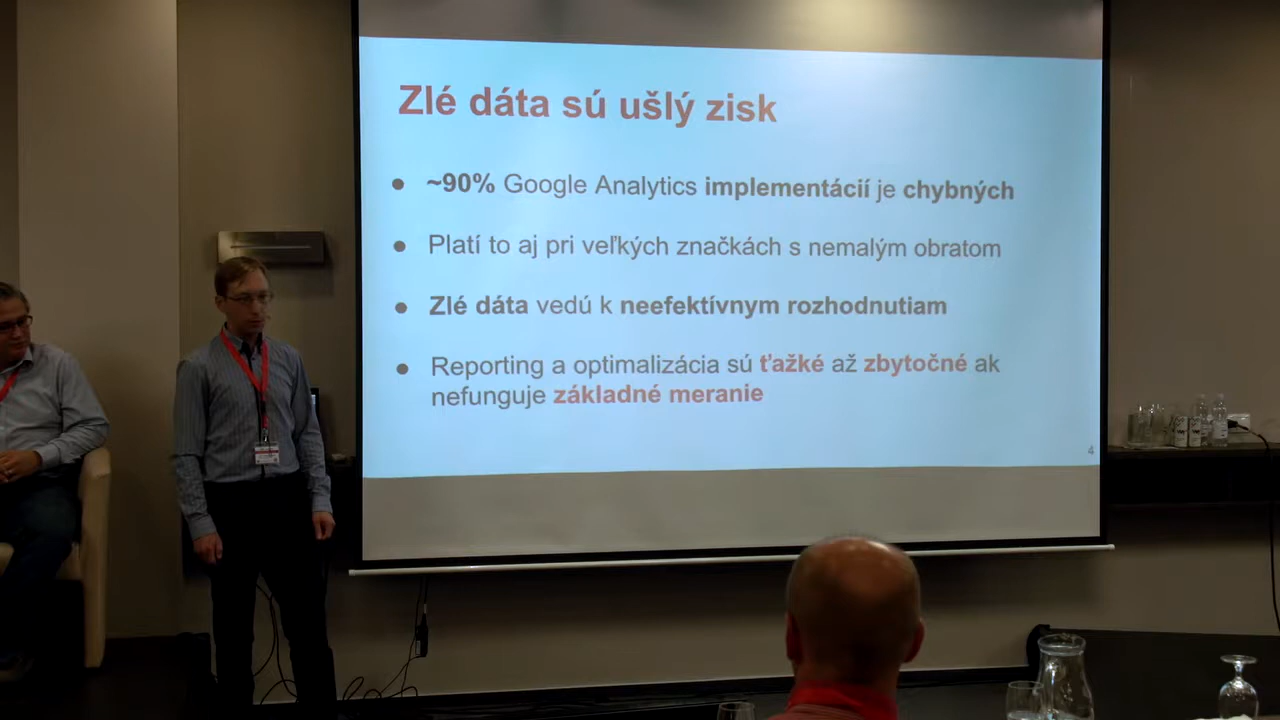 Zlé dáta sú ušlý zisk
● ~90% Google Analytics implementácií je chybných
● Platí to aj pri veľkých značkách s nemalým obratom
● Zlé dáta vedú k neefektívnym rozhodnutiam
● Reporting a optimalizácia sú ťažké až zbytočné ak
nefunguje základné meranie
4